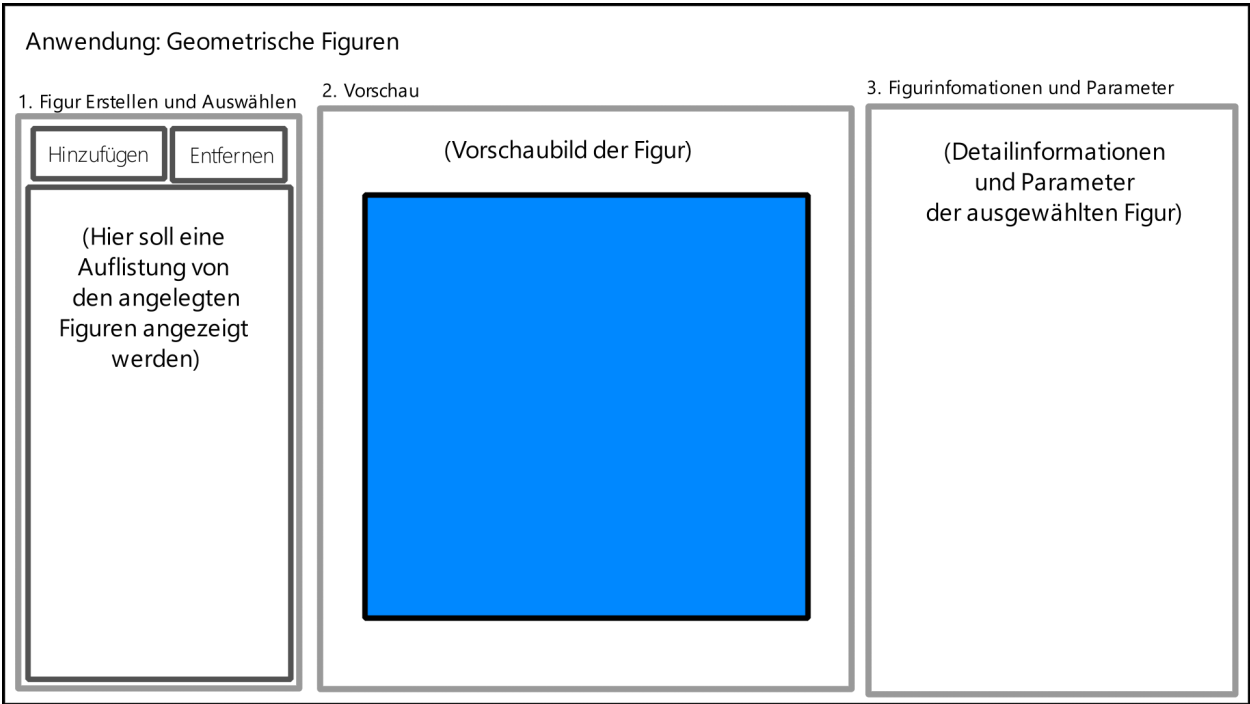 Anwendung: Geometrische Figuren
1. Figur Erstellen und Auswählen
Hinzufügen
Entfernen
(Hier soll eine
Auflistung von
den angelegten
Figuren angezeigt
werden)
2. Vorschau
(Vorschaubild der Figur)
3. Figurinfomationen und Parameter
(Detailinformationen
und Parameter
der ausgewählten Figur)